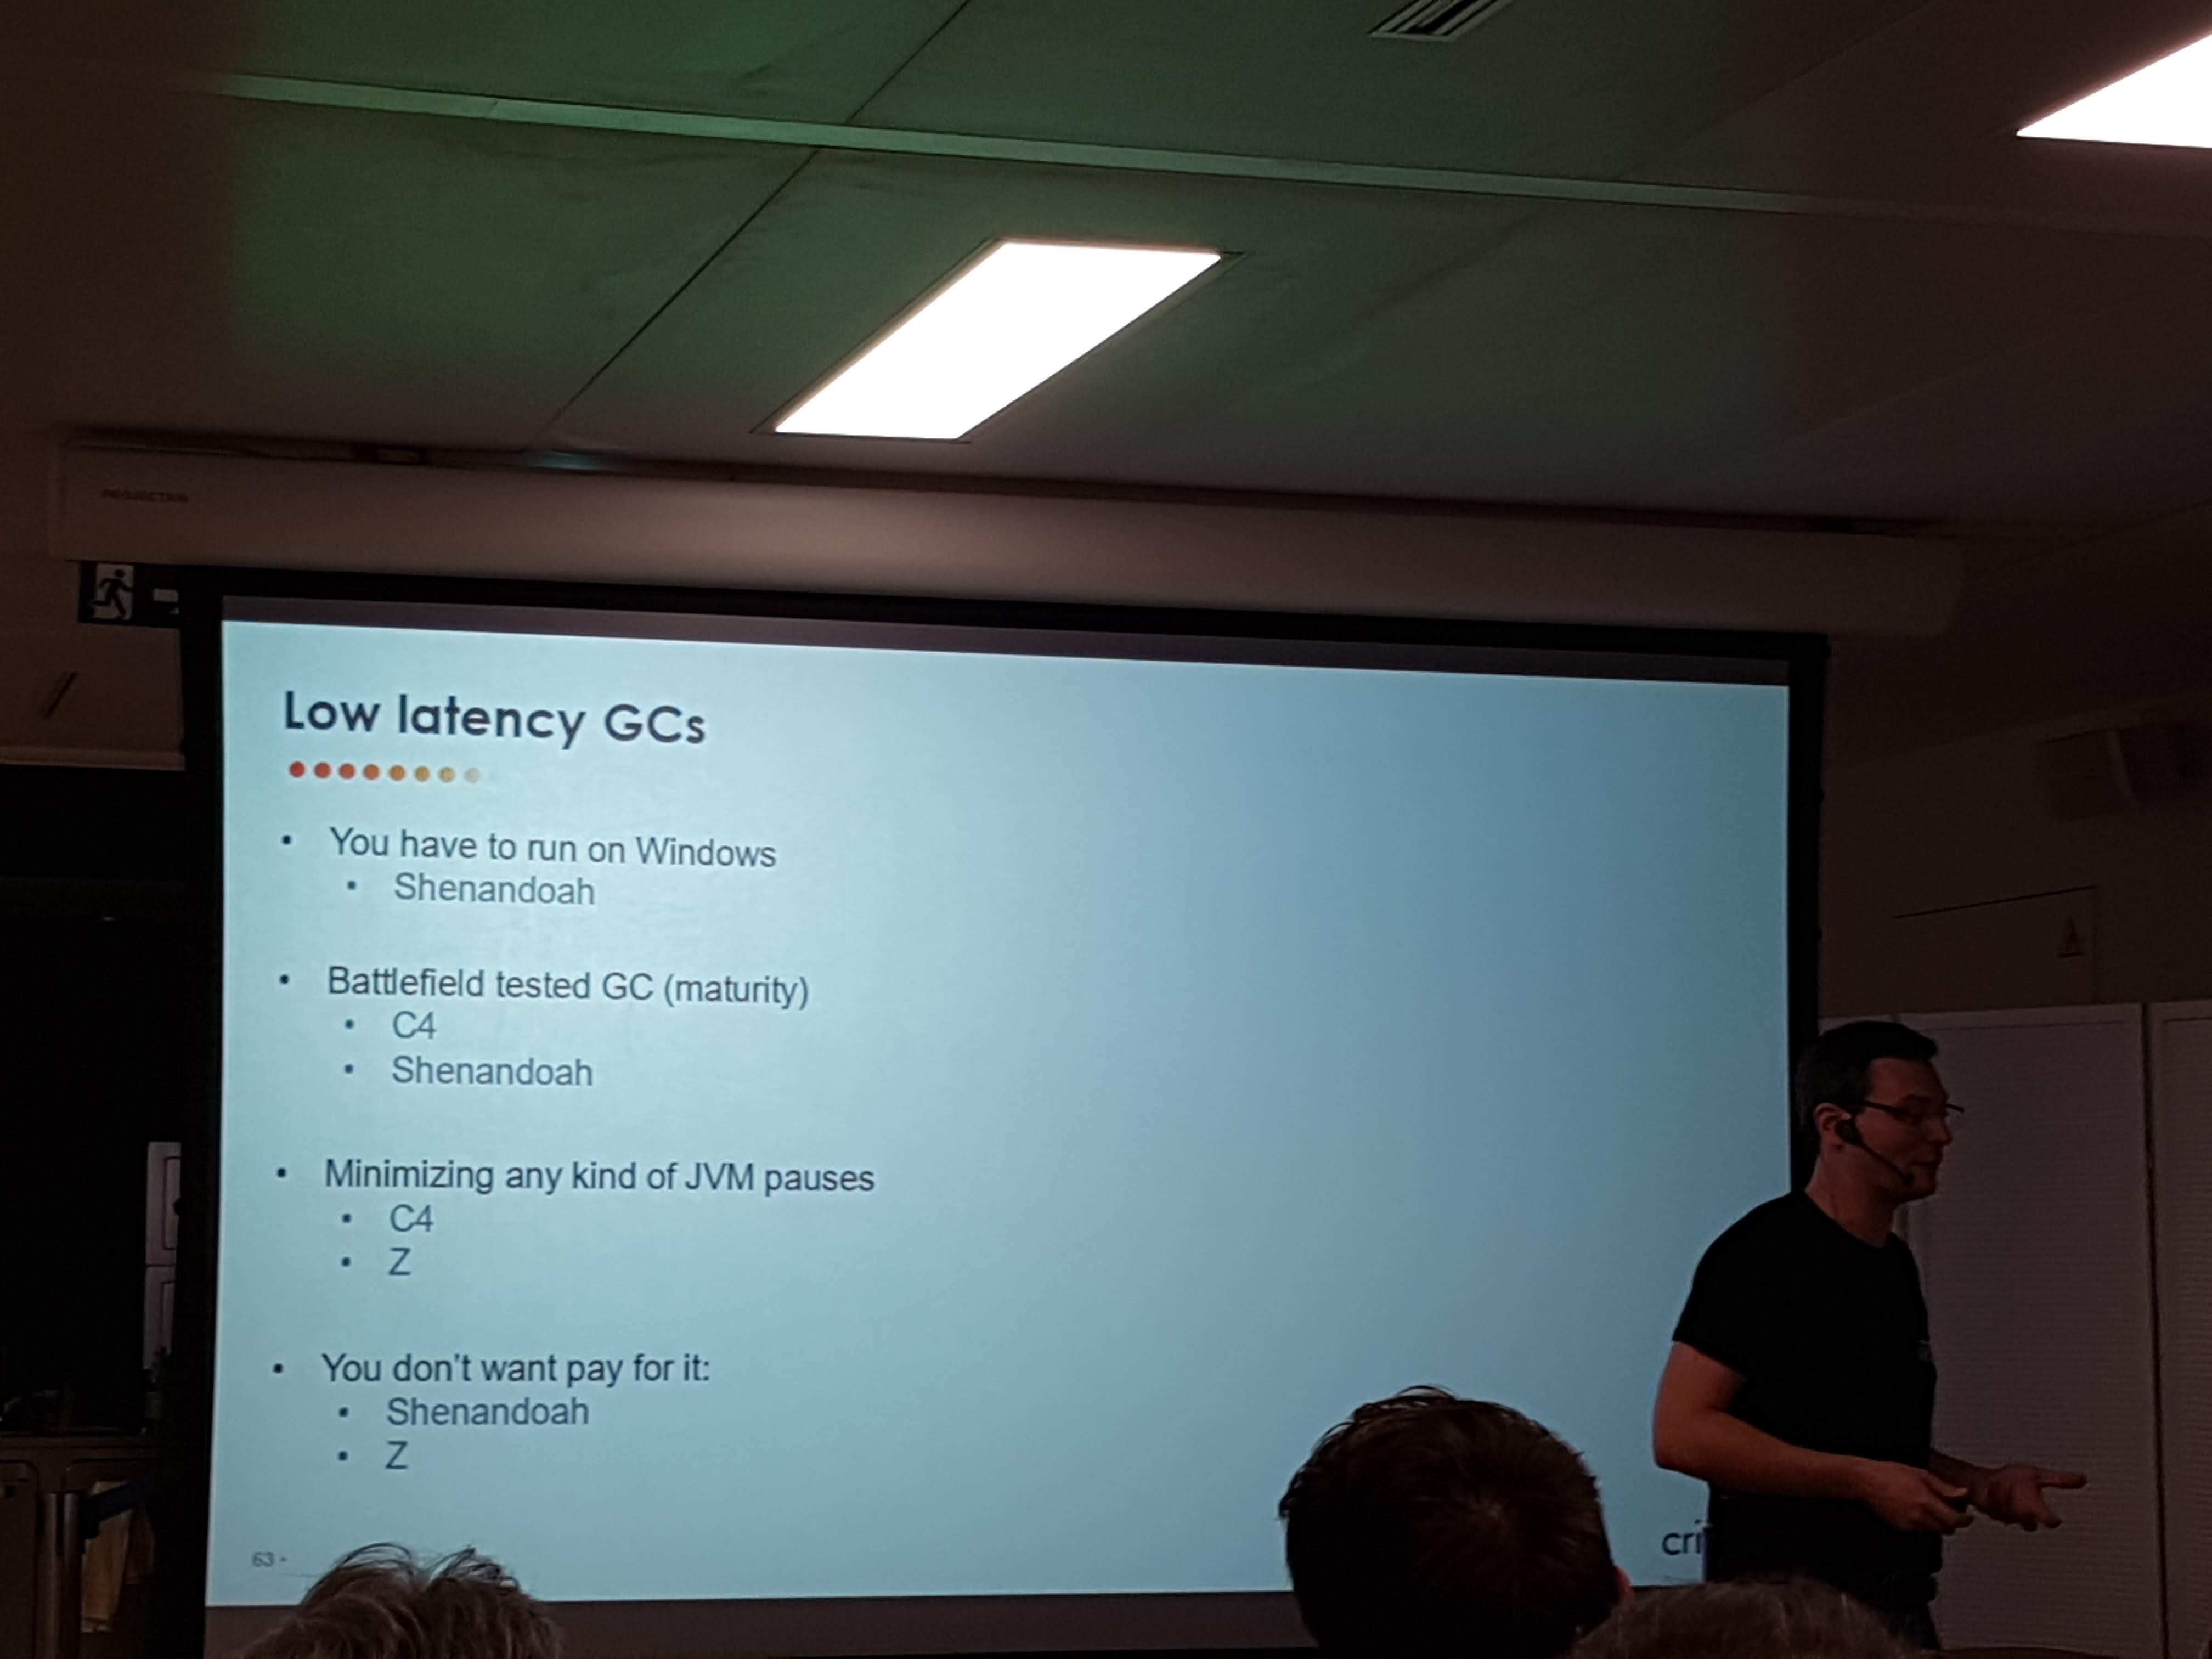 PROJECTA
Low latency GCs
• You have to run on Windows
• Shenandoah
• Battlefield tested GC (maturity)
• C4
• Shenandoah
• Minimizing any kind of JVM pauses
• C4
• Z
• You don't want pay for it:
• Shenandoah
• Z
63 •
cri